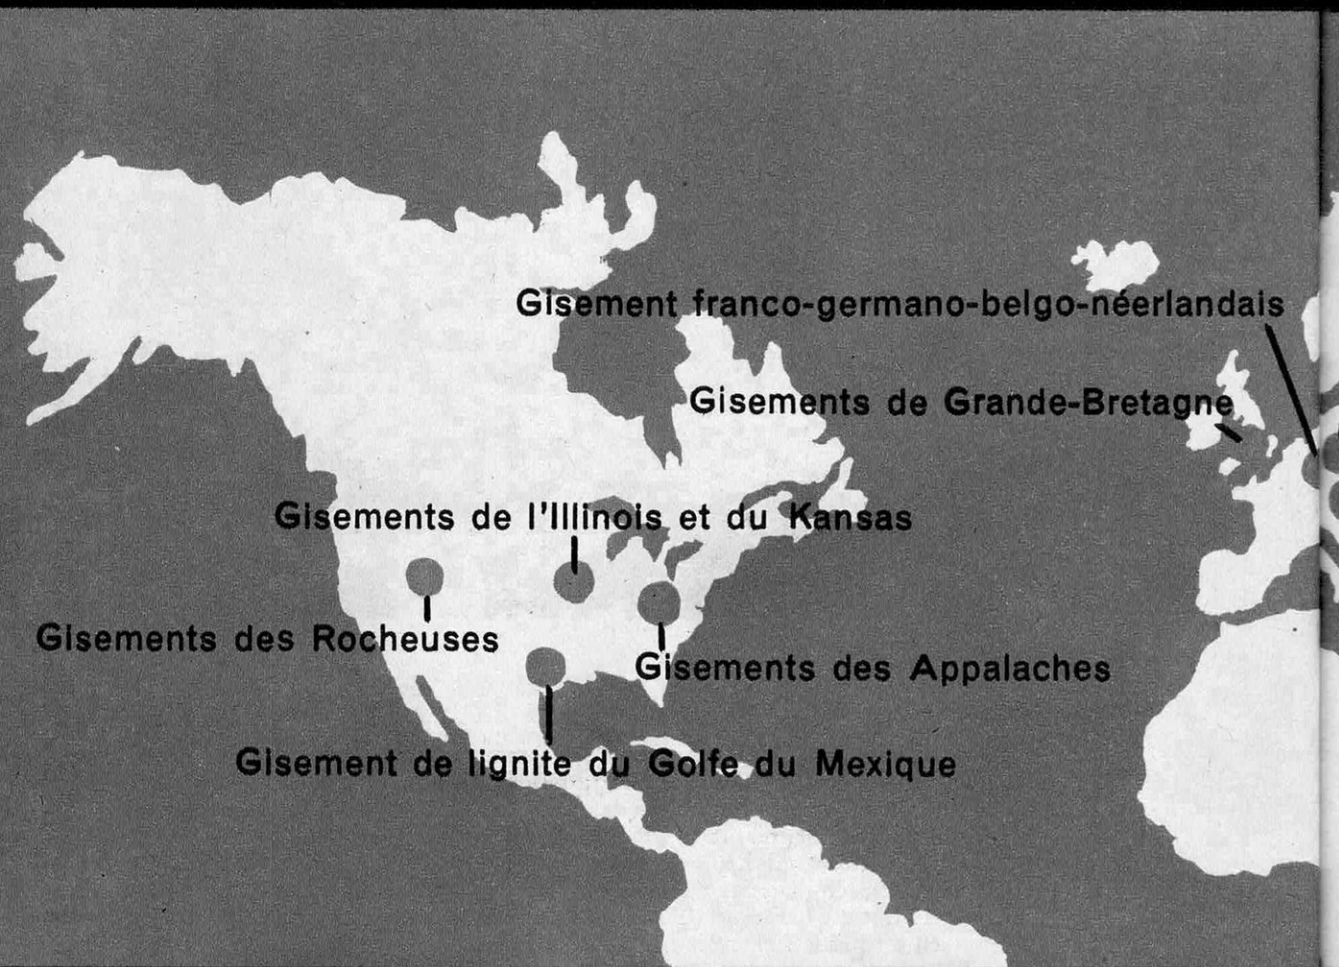 Gisement franco-germano-belgo-néerlandais
Gisements de Grande-Bretagne
Gisements de l'Illinois et du Kansas
Gisements des Rocheuses
Gisements des Appalaches
Gisement de lignite du Golfe du Mexique